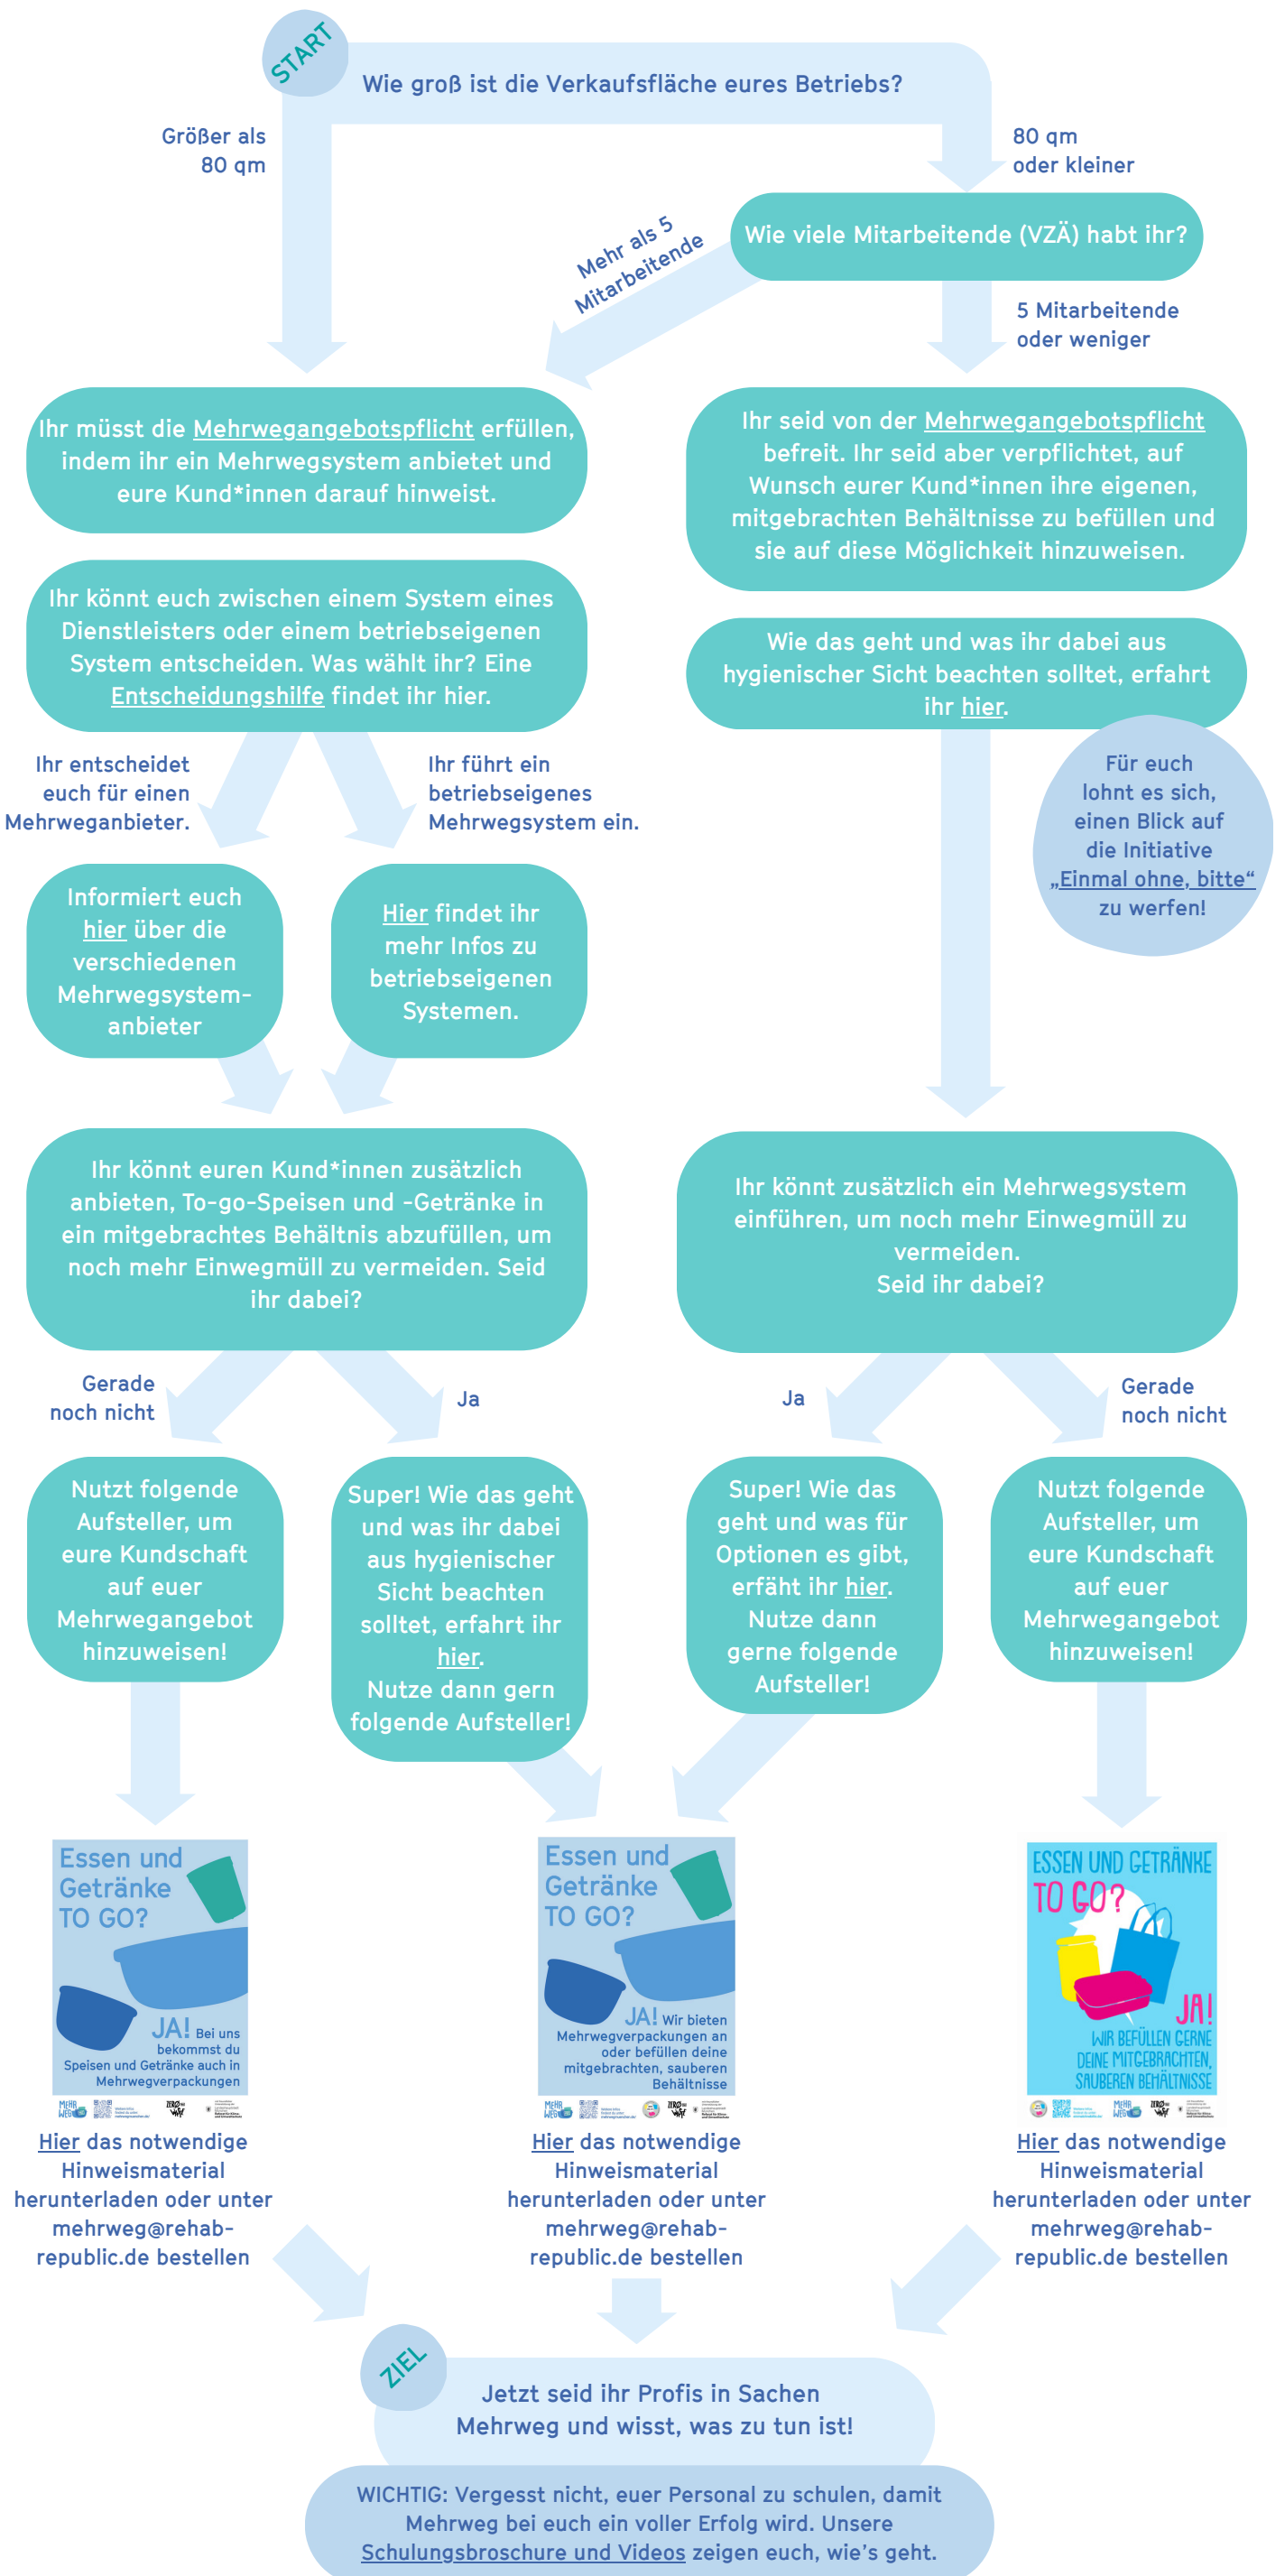 START
Wie groß ist die Verkaufsfläche eures Betriebs?
Größer als
80 qm
80 qm
oder kleiner
Wie viele Mitarbeitende (VZÄ) habt ihr?
Mehr als 5
Mitarbeitende
5 Mitarbeitende
oder weniger
Ihr müsst die Mehrwegangebotspflicht erfüllen,
indem ihr ein Mehrwegsystem anbietet und
eure Kund*innen darauf hinweist.
Ihr seid von der Mehrwegangebotspflicht
befreit. Ihr seid aber verpflichtet, auf
Wunsch eurer Kund*innen ihre eigenen,
mitgebrachten Behältnisse zu befüllen und
sie auf diese Möglichkeit hinzuweisen.
Ihr könnt euch zwischen einem System eines
Dienstleisters oder einem betriebseigenen
System entscheiden. Was wählt ihr? Eine
Entscheidungshilfe findet ihr hier.
Wie das geht und was ihr dabei aus
hygienischer Sicht beachten solltet, erfahrt
ihr hier.
Ihr entscheidet
euch für einen
Mehrweganbieter.
Ihr führt ein
betriebseigenes
Mehrwegsystem ein.
Für euch
lohnt es sich,
einen Blick auf
die Initiative
„Einmal ohne, bitte“
zu werfen!
Informiert euch
hier über die
verschiedenen
Mehrwegsystem-
anbieter
Hier findet ihr
mehr Infos zu
betriebseigenen
Systemen.
Ihr könnt euren Kund*innen zusätzlich
anbieten, To-go-Speisen und -Getränke in
ein mitgebrachtes Behältnis abzufüllen, um
noch mehr Einwegmüll zu vermeiden. Seid
ihr dabei?
Ihr könnt zusätzlich ein Mehrwegsystem
einführen, um noch mehr Einwegmüll zu
vermeiden.
Seid ihr dabei?
Gerade
noch nicht
Ja
Ja
Gerade
noch nicht
Nutzt folgende
Aufsteller, um
eure Kundschaft
auf euer
Mehrwegangebot
hinzuweisen!
Super! Wie das geht
und was ihr dabei
aus hygienischer
Sicht beachten
solltet, erfahrt ihr
hier.
Nutze dann gern
folgende Aufsteller!
Super! Wie das
geht und was für
Optionen es gibt,
erfäht ihr hier.
Nutze dann
gerne folgende
Aufsteller!
Nutzt folgende
Aufsteller, um
eure Kundschaft
auf euer
Mehrwegangebot
hinzuweisen!
Essen und
Getränke
TO GO?
JA! Bei uns
bekommst du
Speisen und Getränke auch in
Mehrwegverpackungen
MEHR
WEG
Essen und
Getränke
TO GO?
JA! Wir bieten
Mehrwegverpackungen an
oder befüllen deine
mitgebrachten, sauberen
Behältnisse
MEHR
WEG
ESSEN UND GETRÄNKE
TO GO?
JA!
WIR BEFÜLLEN GERNE
DEINE MITGEBRACHTEN,
SAUBEREN BEHÄLTNISSE
MEHR
WEG
Hier das notwendige
Hinweismaterial
herunterladen oder unter
mehrweg@rehab-
republic.de bestellen
Hier das notwendige
Hinweismaterial
herunterladen oder unter
mehrweg@rehab-
republic.de bestellen
Hier das notwendige
Hinweismaterial
herunterladen oder unter
mehrweg@rehab-
republic.de bestellen
ZIEL
Jetzt seid ihr Profis in Sachen
Mehrweg und wisst, was zu tun ist!
WICHTIG: Vergesst nicht, euer Personal zu schulen, damit
Mehrweg bei euch ein voller Erfolg wird. Unsere
Schulungsbroschure und Videos zeigen euch, wie’s geht.